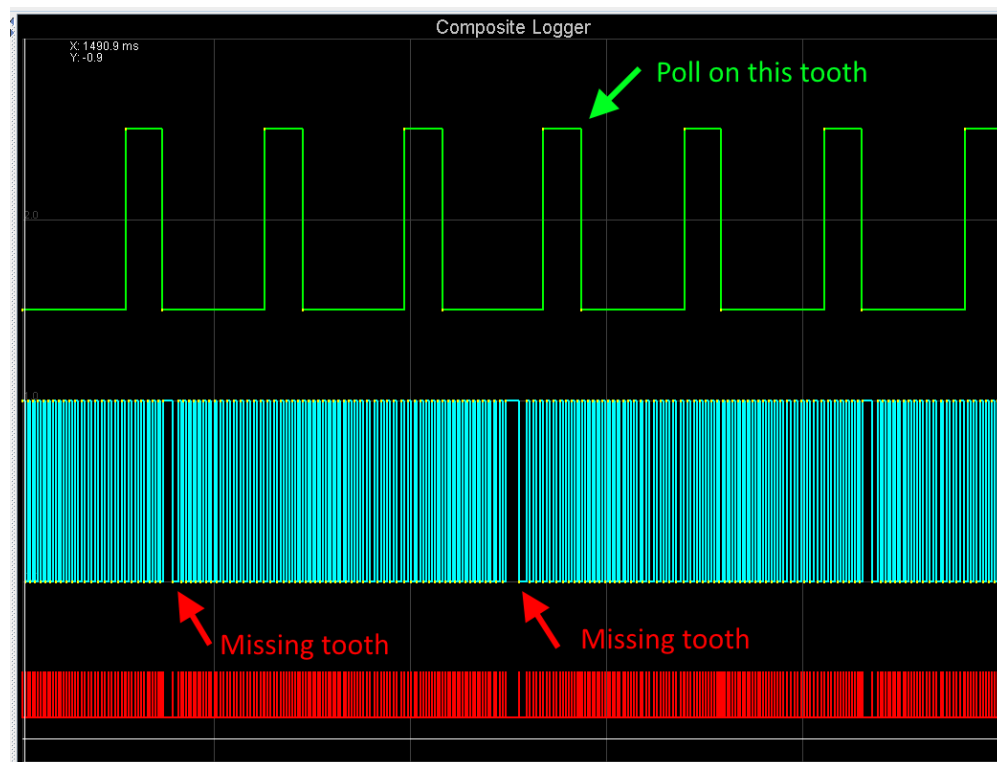 Composite Logger
X: 1490.9 ms
Y: -0.9
Poll on this tooth
2.0
Missing tooth
Missing tooth